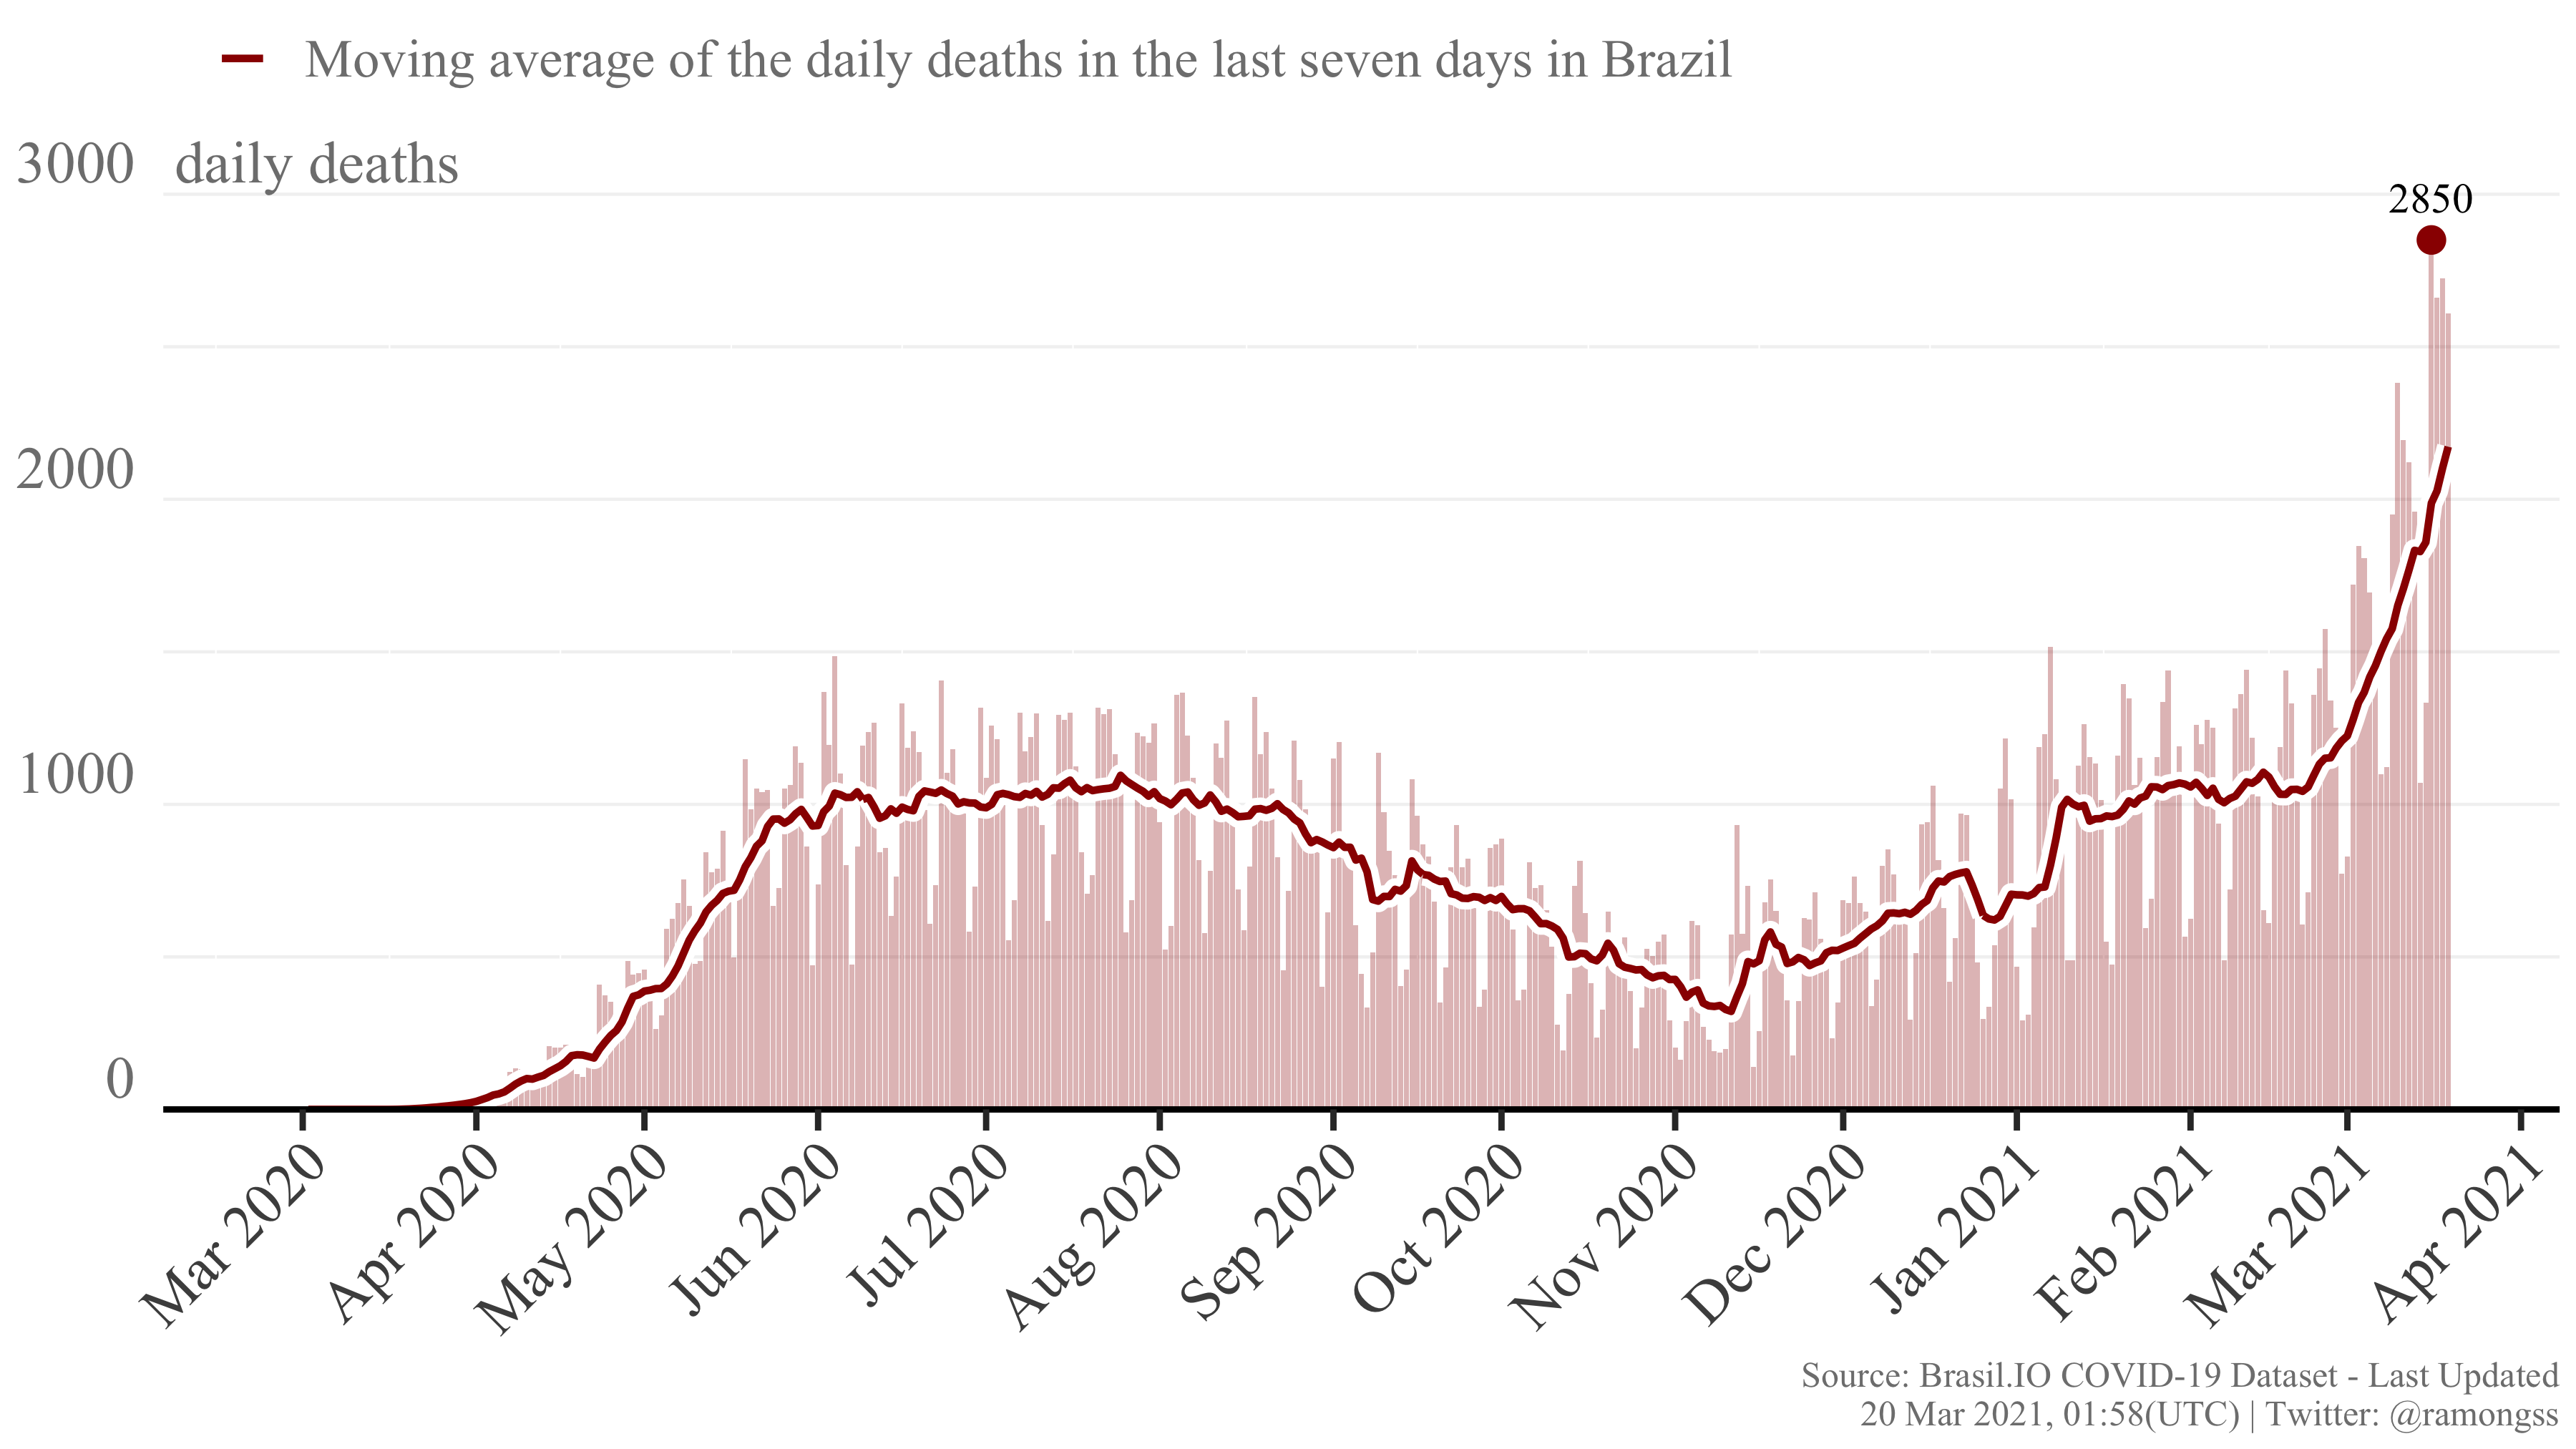 Moving average of the daily deaths in the last seven days in Brazil
3000 daily deaths
2850
2000
1000
0
Mar 2020
Apr 2020
May 2020
Jun 2020
Jul 2020
Aug 2020
Sep 2020
Oct 2020
Nov 2020
Dec 2020
Jan 2021
Feb 2021
Mar 2021
Apr 2021
Source: Brasil.IO COVID-19 Dataset - Last Updated
20 Mar 2021, 01:58(UTC) | Twitter: @ramongss